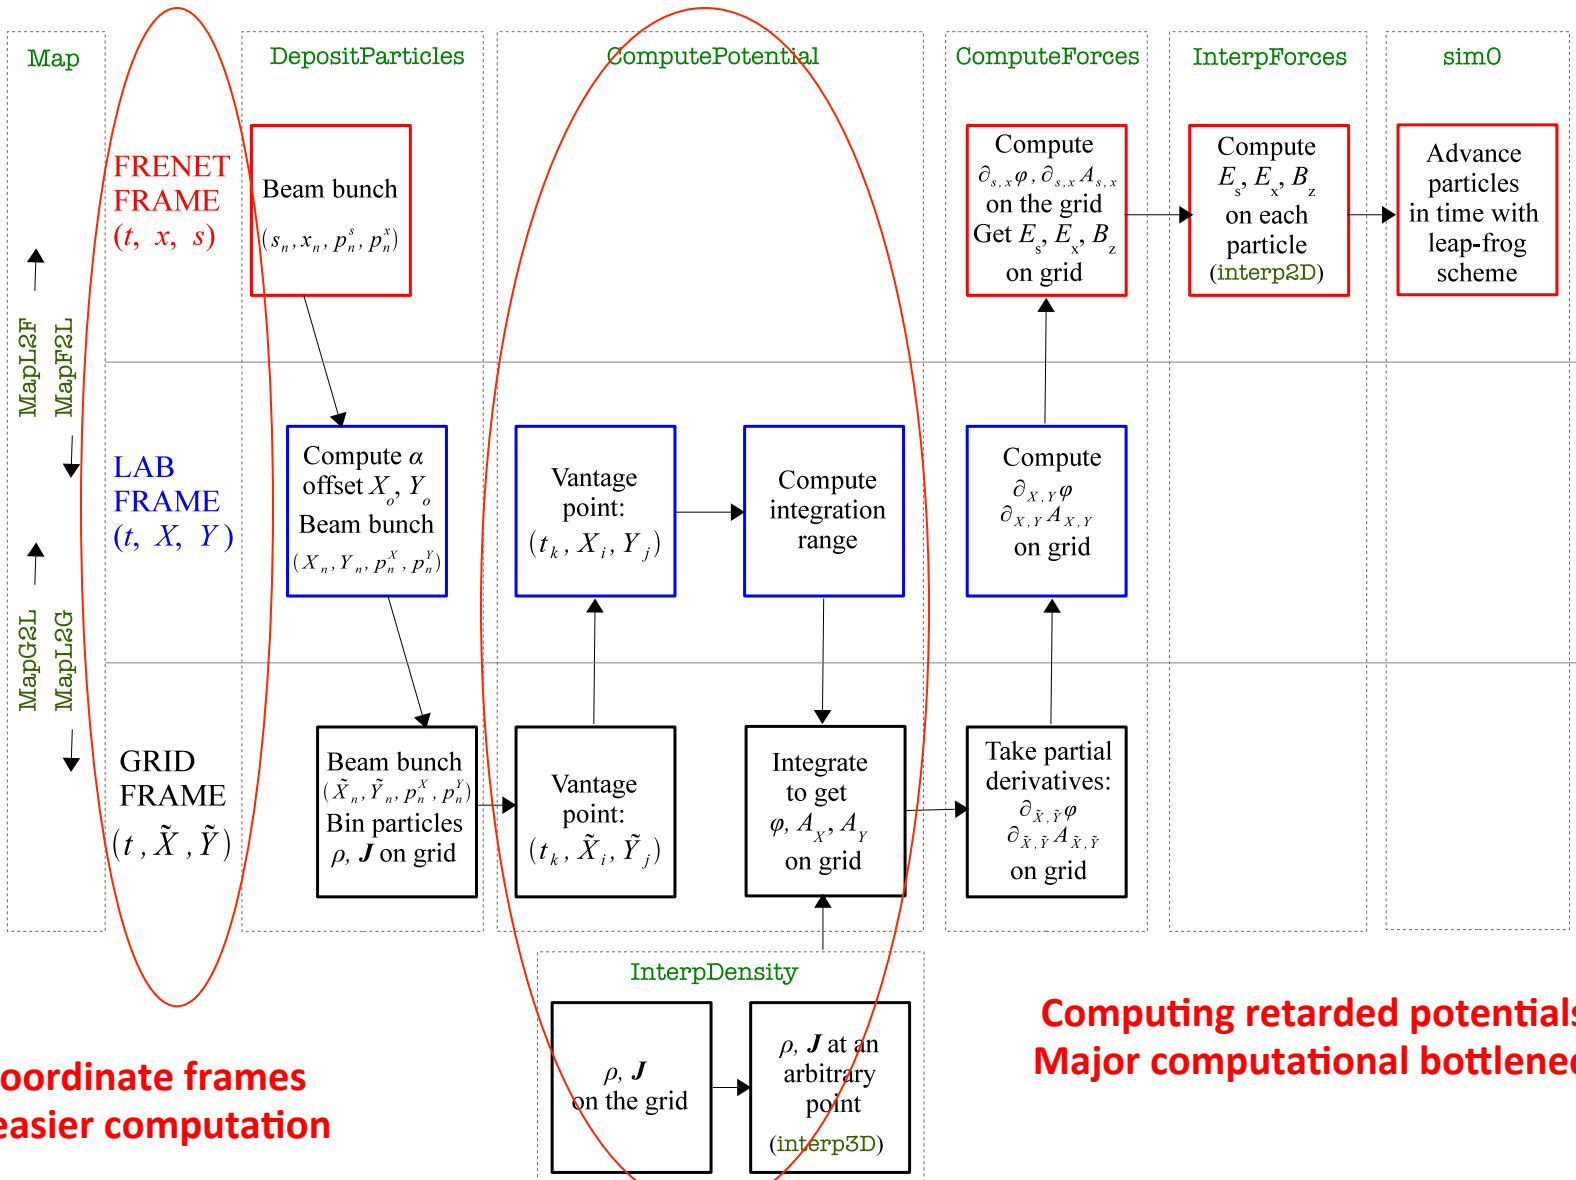 Map
DepositParticles
ComputePotential
ComputeForces
InterpForces
sim0
FRENET
FRAME
(t, x, s)
Beam bunch
(s_n, x_n, p_n^s, p_n^x)
Compute
∂_{s,x}φ, ∂_{s,x}A_{s,x}
on the grid
Get E_s, E_x, B_z
on grid
Compute
E_s, E_x, B_z
on each
particle
(interp2D)
Advance
particles
in time with
leap-frog
scheme
MapL2F
MapF2L
LAB
FRAME
(t, X, Y)
Compute α
offset X_o, Y_o
Beam bunch
(X_n, Y_n, p_n^X, p_n^Y)
Vantage
point:
(t_k, X_i, Y_j)
Compute
integration
range
Compute
∂_{X,Y}φ
∂_{X,Y}A_{X,Y}
on grid
MapG2L
MapL2G
GRID
FRAME
(t, X̃, Ỹ)
Beam bunch
(X̃_n, Ỹ_n, p_n^X, p_n^Y)
Bin particles
ρ, J on grid
Vantage
point:
(t_k, X̃_i, Ỹ_j)
Integrate
to get
φ, A_X, A_Y
on grid
Take partial
derivatives:
∂_{X̃,Ỹ}φ
∂_{X̃,Ỹ}A_{X̃,Ỹ}
on grid
InterpDensity
ρ, J
on the grid
ρ, J at an
arbitrary
point
(interp3D)
oordinate frames
easier computation
Computing retarded potentials
Major computational bottlenec